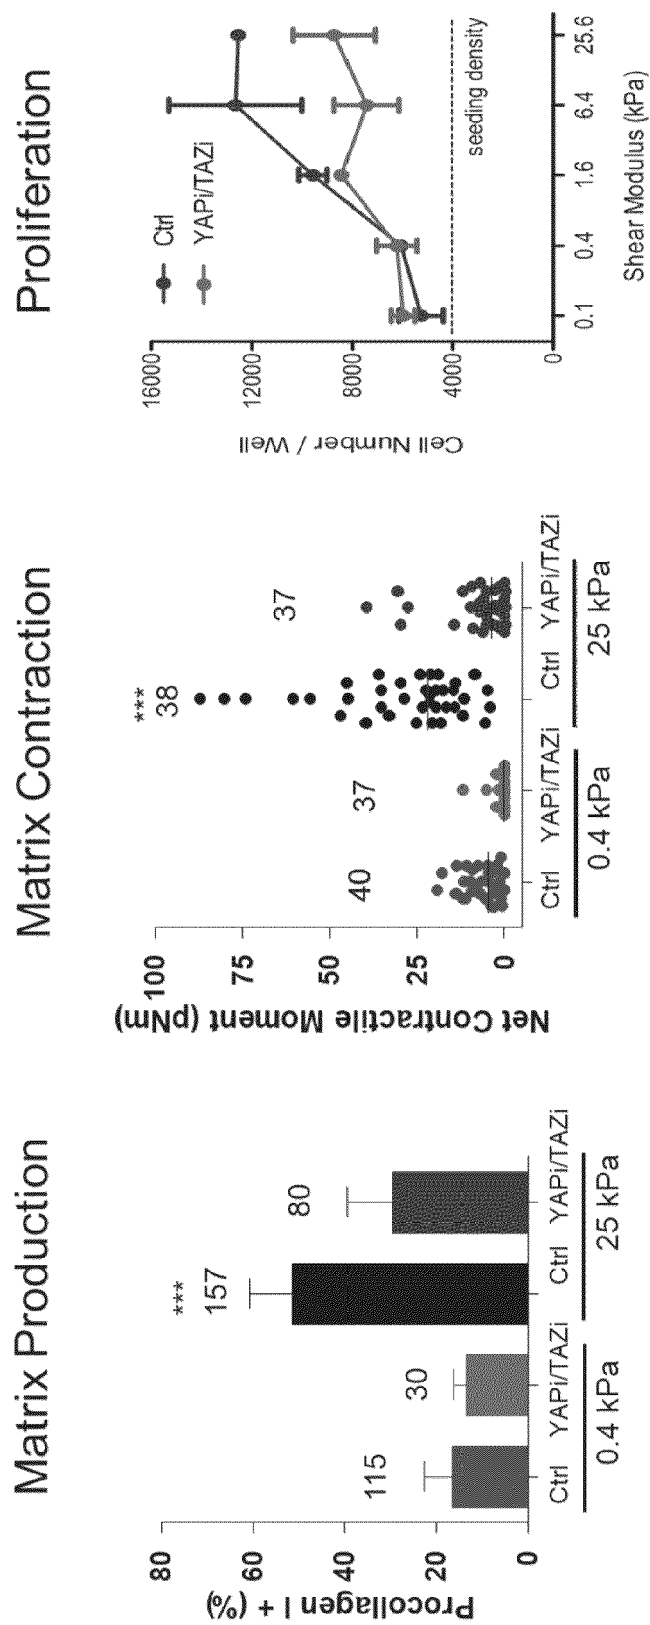 Matrix Production
Procollagen I + (%)
80
60
40
20
0
115
30
***
157
80
Ctrl YAPi/TAZi Ctrl YAPi/TAZi
0.4 kPa 25 kPa
Matrix Contraction
Net Contractile Moment (pNm)
100
75
50
25
0
40
37
***
38
37
Ctrl YAPi/TAZi Ctrl YAPi/TAZi
0.4 kPa 25 kPa
Proliferation
Cell Number / Well
16000
12000
8000
4000
0
Ctrl
YAPi/TAZi
seeding density
0.1 0.4 1.6 6.4 25.6
Shear Modulus (kPa)